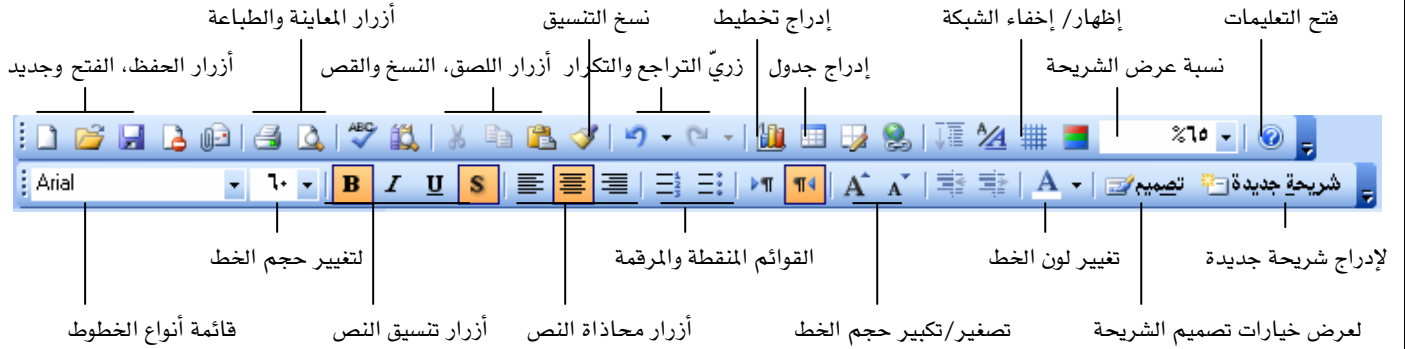 فتح التعليمات إظهار/ إخفاء الشبكة إدراج تخطيط نسخ التنسيق أزرار المعاينة والطباعة
نسبة عرض الشريحة إدراج جدول زريّ التراجع والتكرار أزرار اللصق، النسخ والقص أزرار الحفظ، الفتح وجديد
ABC A/A %٦٥
Arial ٦٠ B I U S A A A تصميم شريحة جديدة
لإدراج شريحة جديدة تغيير لون الخط القوائم المنقطة والمرقمة لتغيير حجم الخط
لعرض خيارات تصميم الشريحة تصغير/تكبير حجم الخط أزرار محاذاة النص أزرار تنسيق النص قائمة أنواع الخطوط